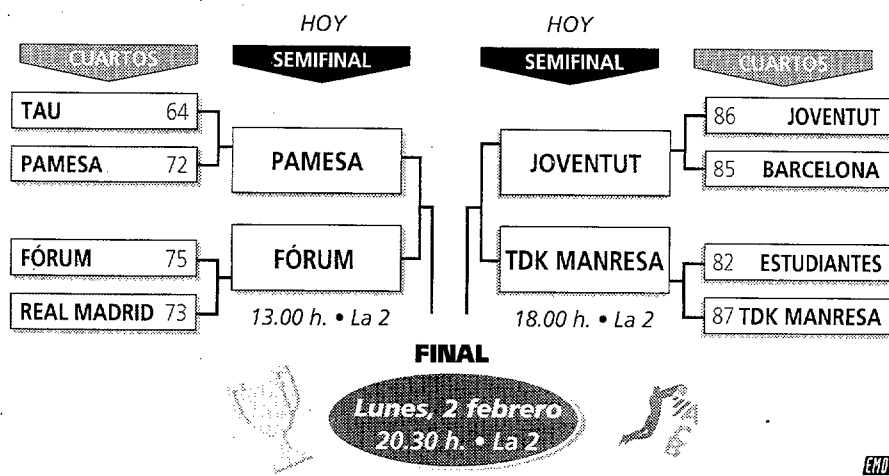 HOY
HOY
CUARTOS
SEMIFINAL
SEMIFINAL
CUARTOS
TAU 64
PAMESA 72
PAMESA
FÓRUM 75
REAL MADRID 73
FÓRUM
13.00 h. • La 2
JOVENTUT
86 JOVENTUT
85 BARCELONA
TDK MANRESA
82 ESTUDIANTES
87 TDK MANRESA
18.00 h. • La 2
FINAL
Lunes, 2 febrero
20.30 h. • La 2
EMD